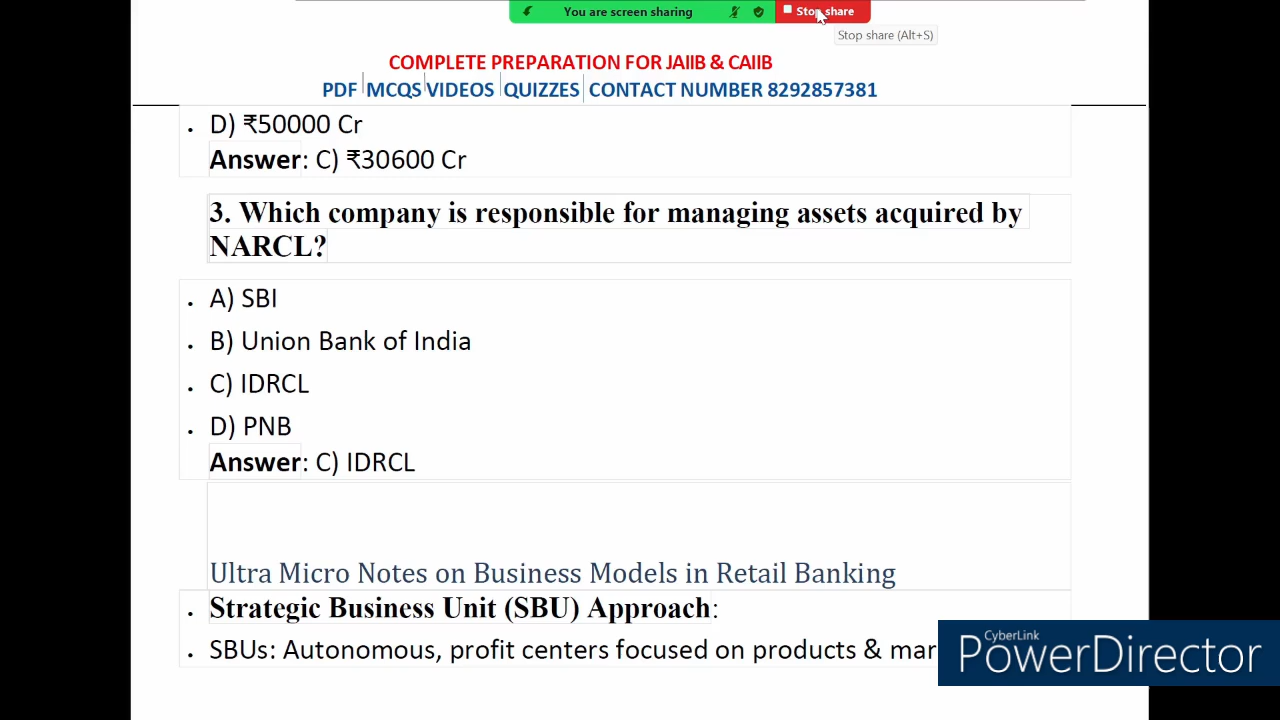 You are screen sharing
Stop share
Stop share (Alt+S)
COMPLETE PREPARATION FOR JAIIB & CAIIB
PDF MCQS VIDEOS QUIZZES CONTACT NUMBER 8292857381
D) ₹50000 Cr
Answer: C) ₹30600 Cr
3. Which company is responsible for managing assets acquired by
NARCL?
A) SBI
B) Union Bank of India
C) IDRCL
D) PNB
Answer: C) IDRCL
Ultra Micro Notes on Business Models in Retail Banking
Strategic Business Unit (SBU) Approach:
SBUs: Autonomous, profit centers focused on products & mar
CyberLink
PowerDirector